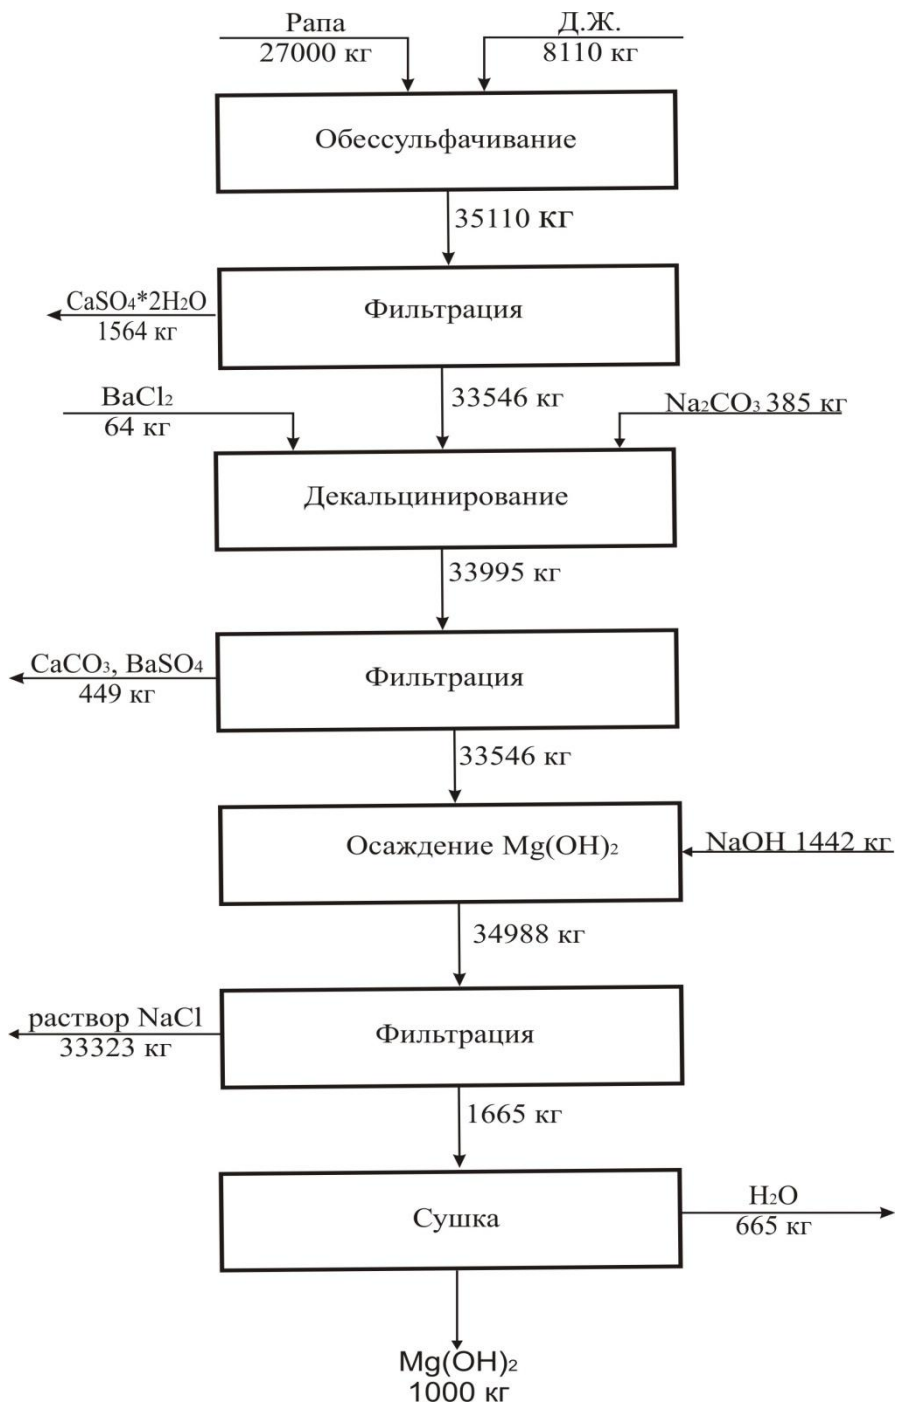 Рапа
27000 кг
Д.Ж.
8110 кг
Обессульфачивание
35110 кг
CaSO₄*2H₂O
1564 кг
Фильтрация
33546 кг
BaCl₂
64 кг
Na₂CO₃ 385 кг
Декальцинирование
33995 кг
CaCO₃, BaSO₄
449 кг
Фильтрация
33546 кг
Осаждение Mg(OH)₂
NaOH 1442 кг
34988 кг
раствор NaCl
33323 кг
Фильтрация
1665 кг
Сушка
H₂O
665 кг
Mg(OH)₂
1000 кг